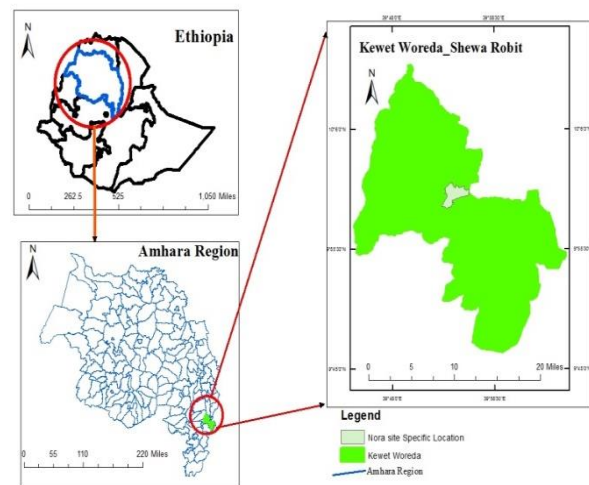 N
Ethiopia
0 262.5 525 1,050 Miles
N
Amhara Region
0 55 110 220 Miles
Kewet Woreda_Shewa Robit
N
0 5 10 20 Miles
Legend
Nora site Specific Location
Kewet Woreda
Amhara Region